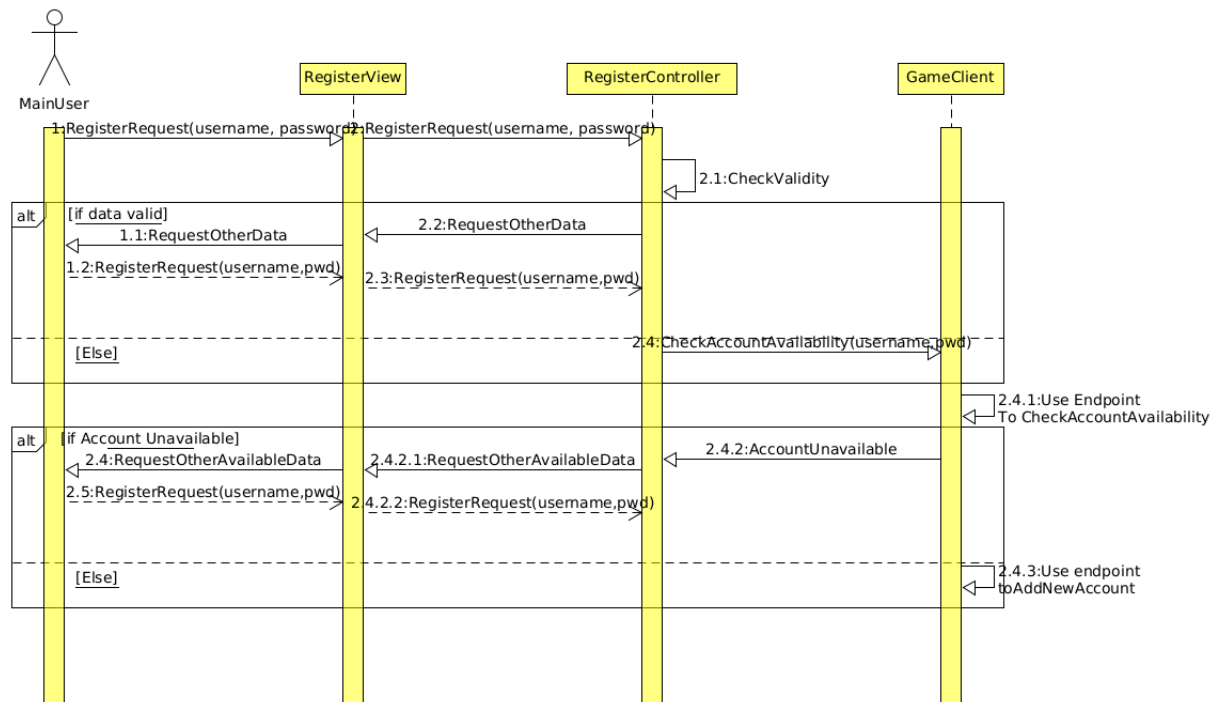 MainUser
RegisterView
RegisterController
GameClient
1:RegisterRequest(username, password)
2:RegisterRequest(username, password)
2.1:CheckValidity
alt
[if data valid]
2.2:RequestOtherData
1.1:RequestOtherData
1.2:RegisterRequest(username,pwd)
2.3:RegisterRequest(username,pwd)
2.4:CheckAccountAvailability(username,pwd)
[Else]
2.4.1:Use Endpoint
To CheckAccountAvailability
alt
[if Account Unavailable]
2.4.2:AccountUnavailable
2.4:RequestOtherAvailableData
2.4.2.1:RequestOtherAvailableData
2.5:RegisterRequest(username,pwd)
2.4.2.2:RegisterRequest(username,pwd)
[Else]
2.4.3:Use endpoint
toAddNewAccount